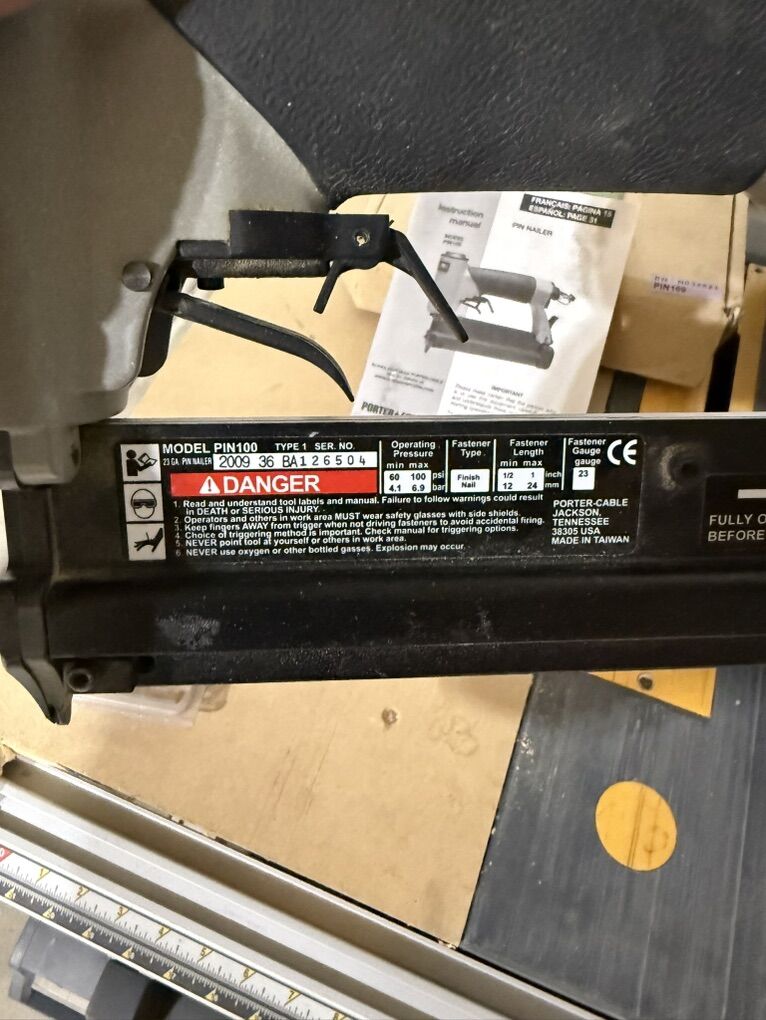 FRANÇAIS: PÁGINA 15
ESPAÑOL: PAGE 31
Instruction
manual
PIN NAILER
MODEL
PIN100
PIN100
IMPORTANT
PORTER
MODEL PIN100 TYPE 1 SER. NO.
23 GA. PIN NAILER 2009 36 BA126504
DANGER
1. Read and understand tool labels and manual. Failure to follow warnings could result
in DEATH or SERIOUS INJURY.
2. Operators and others in work area MUST wear safety glasses with side shields.
3. Keep fingers AWAY from trigger when not driving fasteners to avoid accidental firing.
4. Choice of triggering method is important. Check manual for triggering options.
5. NEVER point tool at yourself or others in work area.
6. NEVER use oxygen or other bottled gasses. Explosion may occur.
Operating
Pressure
min max
60 100 psi
4.1 6.9 bar
Fastener
Type
Finish
Nail
Fastener
Length
min max
1/2 1 inch
12 24 mm
Fastener
Gauge
gauge
23
CE
PORTER-CABLE
JACKSON,
TENNESSEE
38305 USA
MADE IN TAIWAN
FULLY O
BEFORE